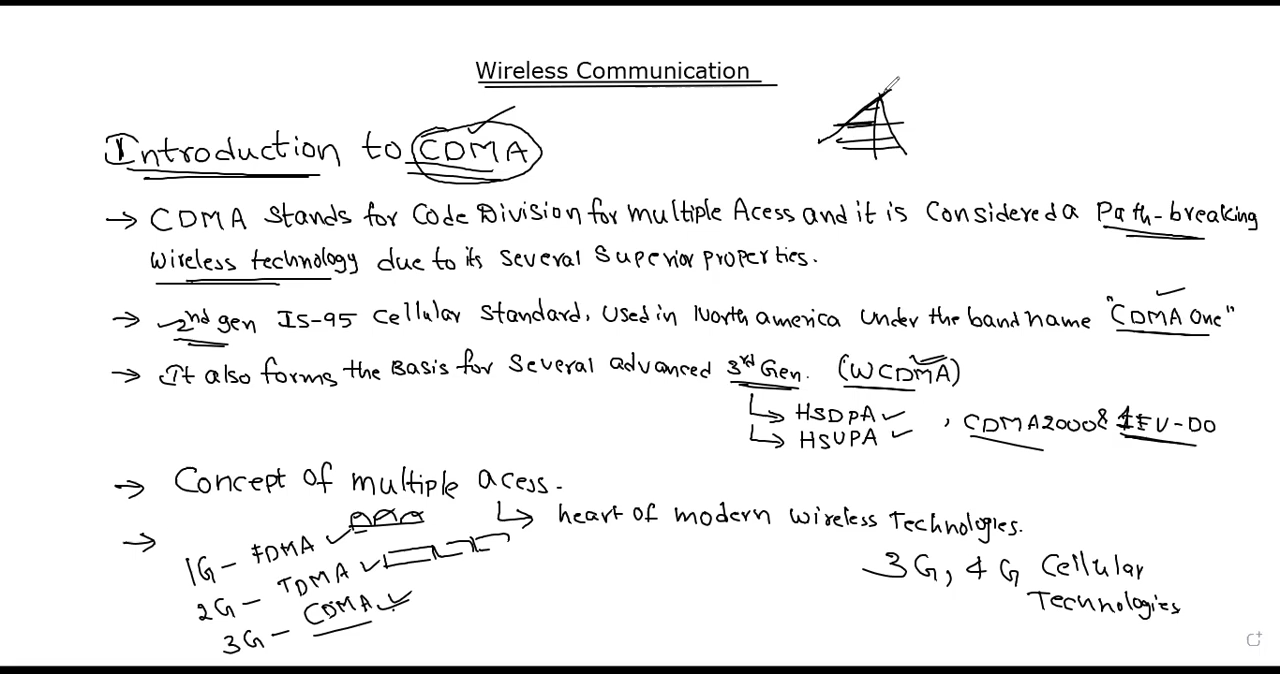 Wireless Communication
Introduction to CDMA
→ CDMA stands for Code Division for multiple Acess and it is Considered a Path-breaking
wireless technology due to its several superior properties.
→ 2nd gen IS-95 Cellular standard, used in North america under the band name "CDMA One"
→ It also forms the Basis for several advanced 3rd Gen. (WCDMA)
↳ HSDPA
↳ HSUPA , CDMA2000 & 1EV-DO
→ Concept of multiple acess.
↳ heart of modern wireless Technologies.
→
1G - FDMA
2G - TDMA
3G - CDMA
3G, 4G Cellular
Technologies